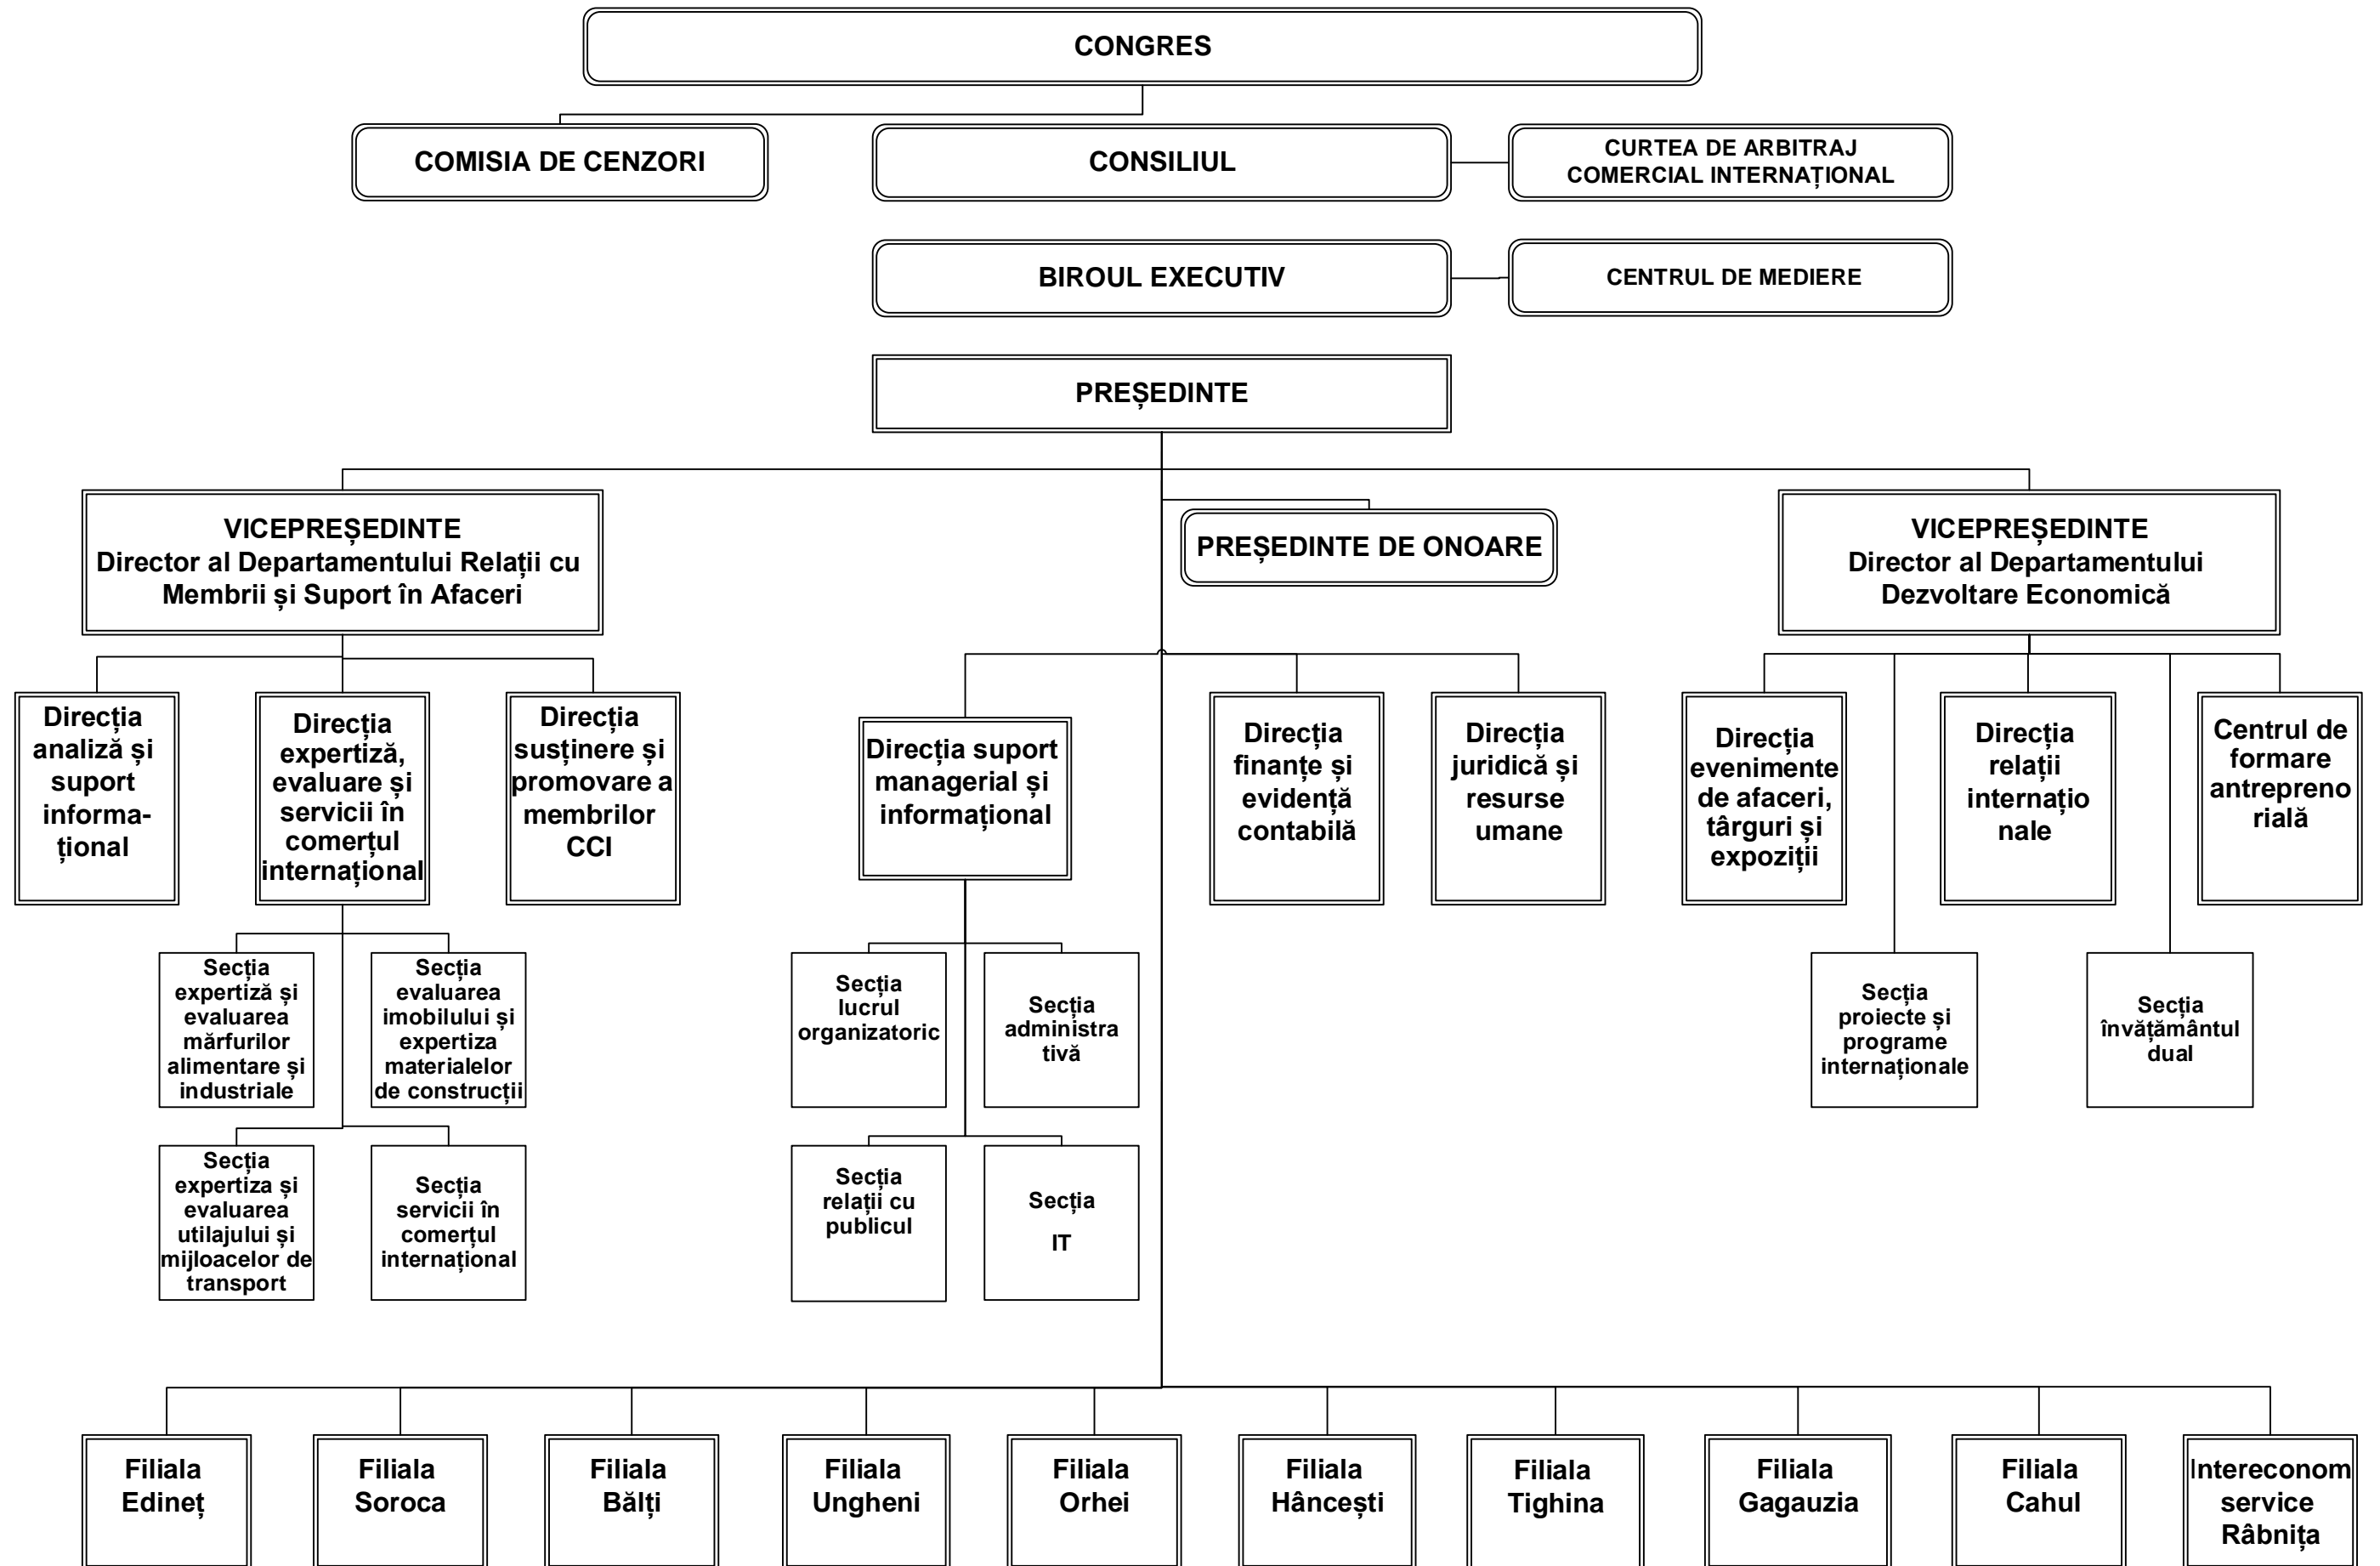 CONGRES
COMISIA DE CENZORI
CONSILIUL
CURTEA DE ARBITRAJ
COMERCIAL INTERNAȚIONAL
BIROUL EXECUTIV
CENTRUL DE MEDIERE
PREȘEDINTE
VICEPREȘEDINTE
Director al Departamentului Relații cu
Membrii și Suport în Afaceri
PREȘEDINTE DE ONOARE
VICEPREȘEDINTE
Director al Departamentului
Dezvoltare Economică
Direcția
analiză și
suport
informa-
țional
Direcția
expertiză,
evaluare și
servicii în
comerțul
internațional
Direcția
susținere și
promovare a
membrilor
CCI
Direcția suport
managerial și
informațional
Direcția
finanțe și
evidență
contabilă
Direcția
juridică și
resurse
umane
Direcția
evenimente
de afaceri,
târguri și
expoziții
Direcția
relații
internațio
nale
Centrul de
formare
antrepreno
rială
Secția
expertiză și
evaluarea
mărfurilor
alimentare și
industriale
Secția
evaluarea
imobilului și
expertiza
materialelor
de construcții
Secția
lucrul
organizatoric
Secția
administra
tivă
Secția
proiecte și
programe
internaționale
Secția
învățământul
dual
Secția
expertiza și
evaluarea
utilajului și
mijloacelor de
transport
Secția
servicii în
comerțul
internațional
Secția
relații cu
publicul
Secția
IT
Filiala
Edineț
Filiala
Soroca
Filiala
Bălți
Filiala
Ungheni
Filiala
Orhei
Filiala
Hâncești
Filiala
Tighina
Filiala
Gagauzia
Filiala
Cahul
Intereconom
service
Râbnița